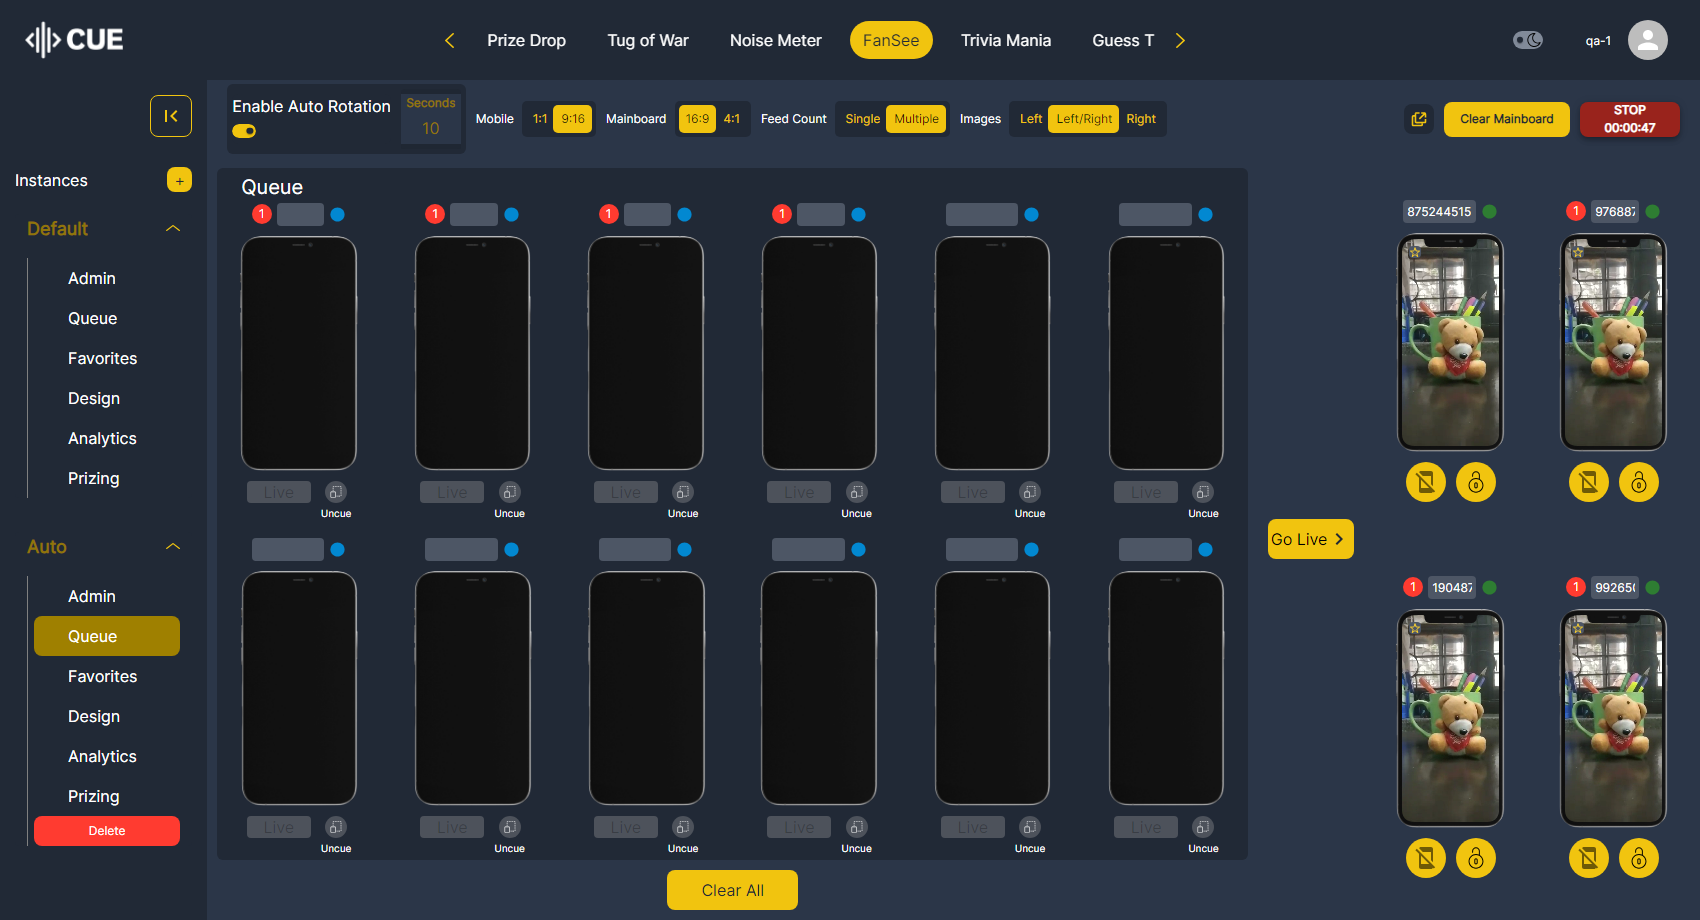 CUE
Prize Drop
Tug of War
Noise Meter
FanSee
Trivia Mania
Guess T
qa-1
Enable Auto Rotation
Seconds
10
Mobile
1:1
9:16
Mainboard
16:9
4:1
Feed Count
Single
Multiple
Images
Left
Left/Right
Right
Clear Mainboard
STOP
00:00:47
Instances
+
Default
Admin
Queue
Favorites
Design
Analytics
Prizing
Auto
Admin
Queue
Favorites
Design
Analytics
Prizing
Delete
Queue
1
1
1
1
Live
Live
Live
Live
Live
Live
Uncue
Uncue
Uncue
Uncue
Uncue
Uncue
Live
Live
Live
Live
Live
Live
Uncue
Uncue
Uncue
Uncue
Uncue
Uncue
Clear All
Go Live
875244515
1
976887
1
190487
1
992650